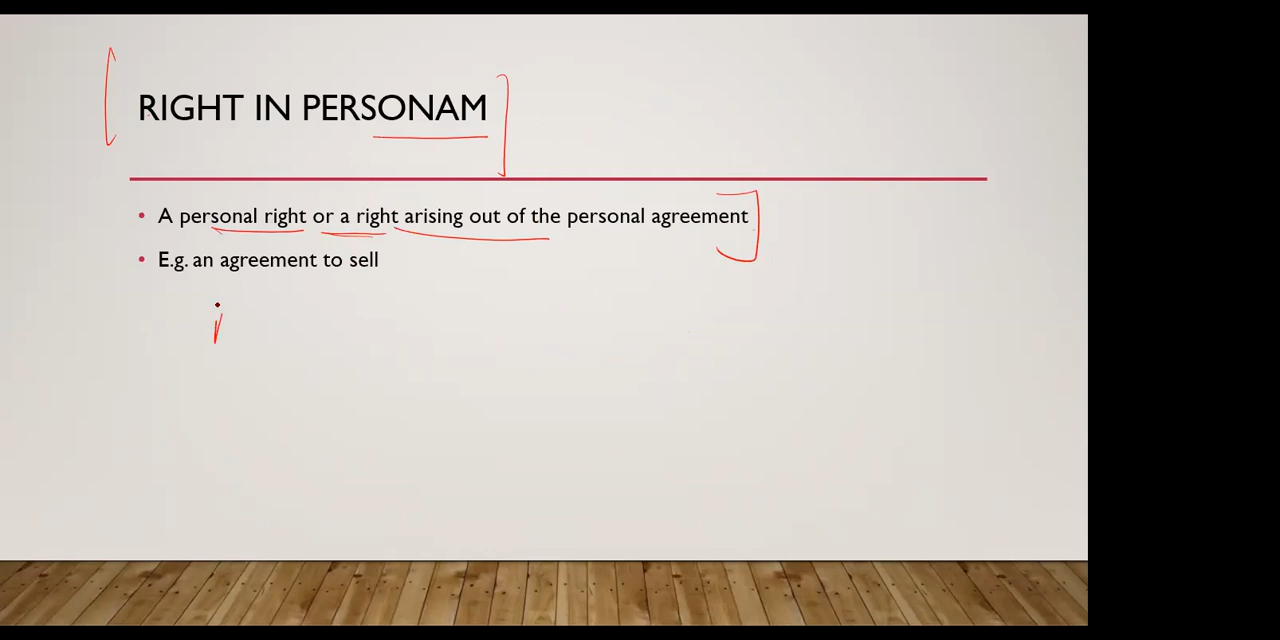 RIGHT IN PERSONAM
• A personal right or a right arising out of the personal agreement
• E.g. an agreement to sell